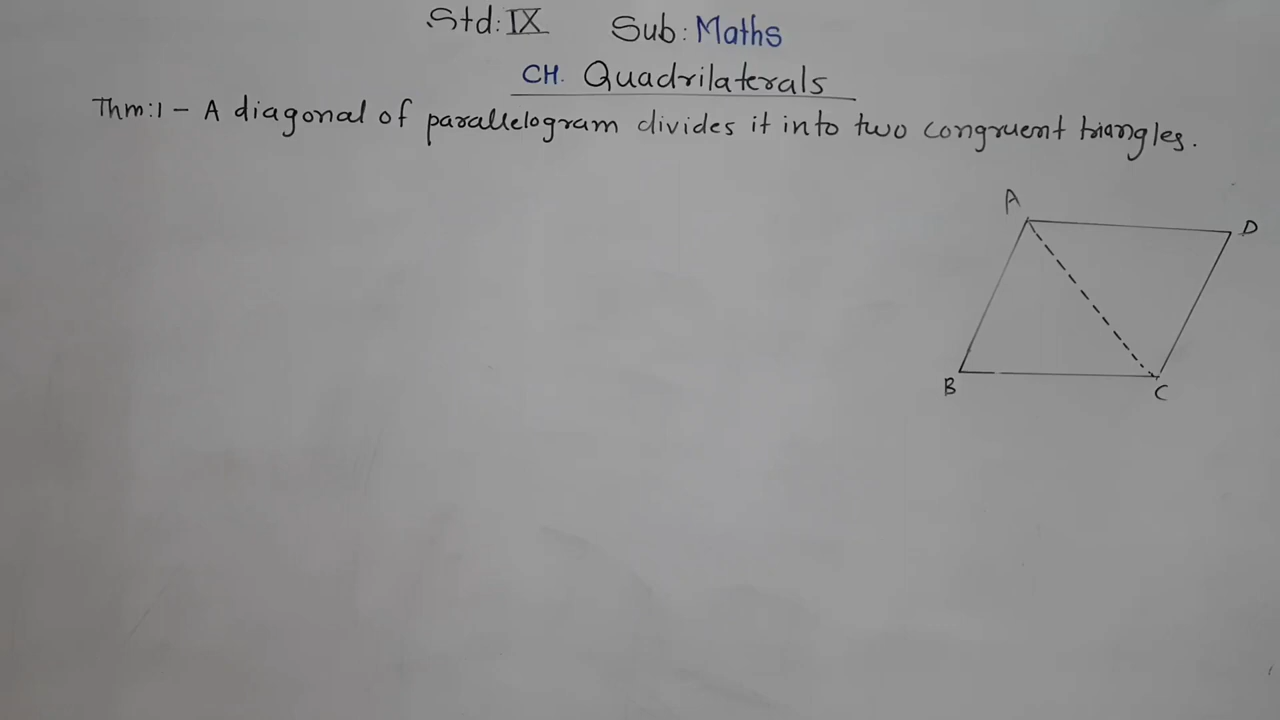 Std: IX Sub: Maths
CH. Quadrilaterals
Thm:1 - A diagonal of parallelogram divides it into two congruent triangles.
A
D
B
C